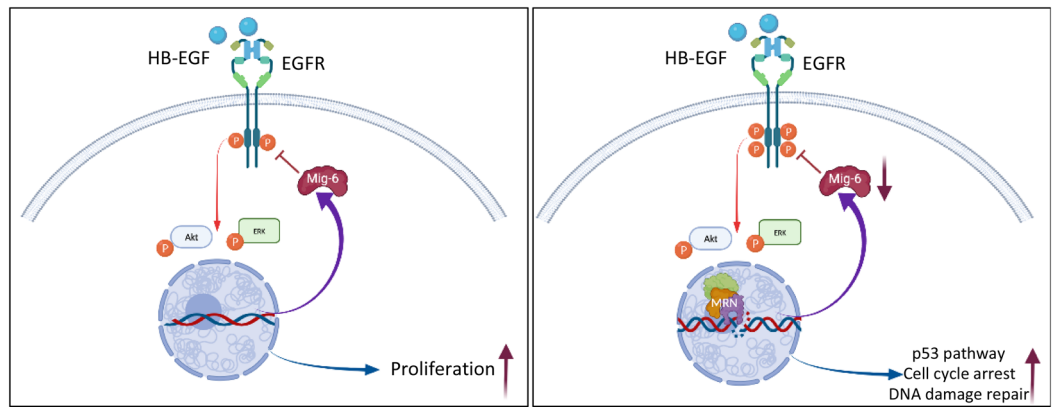 HB-EGF
EGFR
P
P
Mig-6
P
Akt
P
ERK
Proliferation
HB-EGF
EGFR
P
P
P
P
Mig-6
P
Akt
P
ERK
MRN
p53 pathway
Cell cycle arrest
DNA damage repair